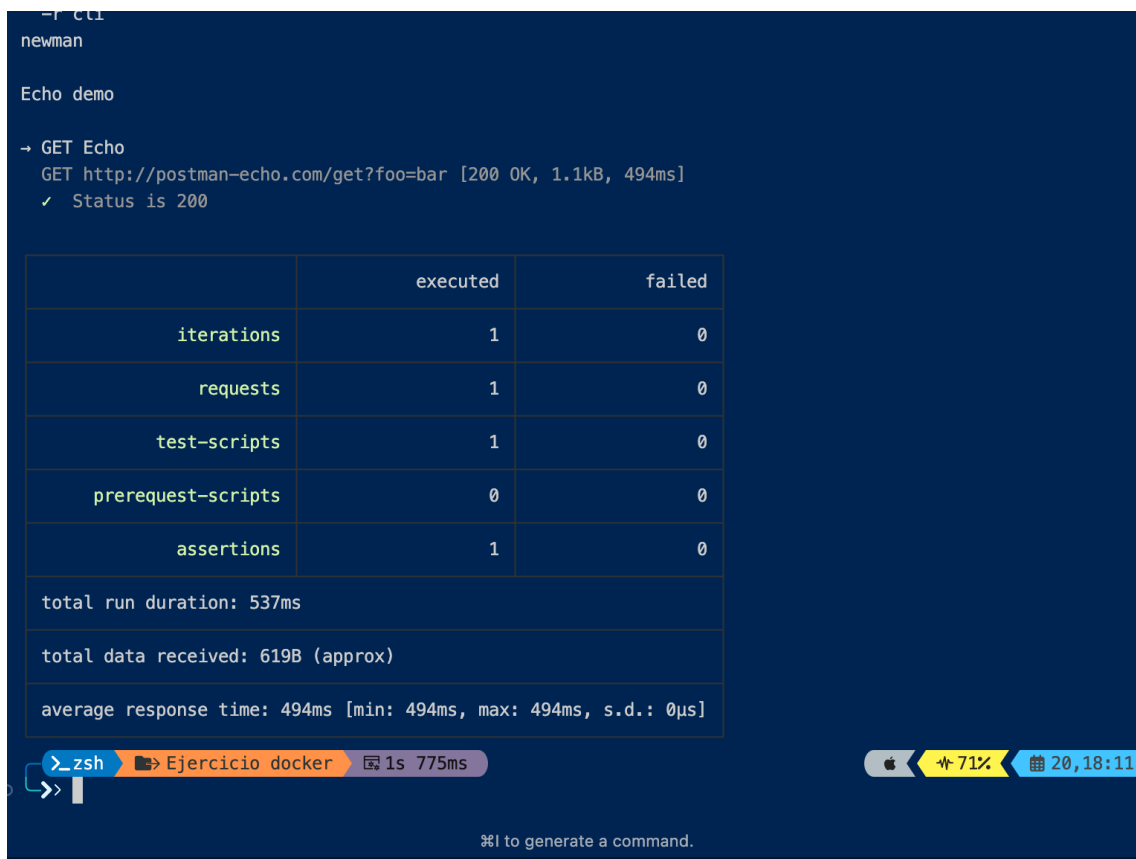 -r cli
newman
Echo demo
→ GET Echo
GET http://postman-echo.com/get?foo=bar [200 OK, 1.1kB, 494ms]
✓ Status is 200
executed failed
iterations 1 0
requests 1 0
test-scripts 1 0
prerequest-scripts 0 0
assertions 1 0
total run duration: 537ms
total data received: 619B (approx)
average response time: 494ms [min: 494ms, max: 494ms, s.d.: 0µs]
>_ zsh Ejercicio docker 1s 775ms 71% 20,18:11
⌘I to generate a command.